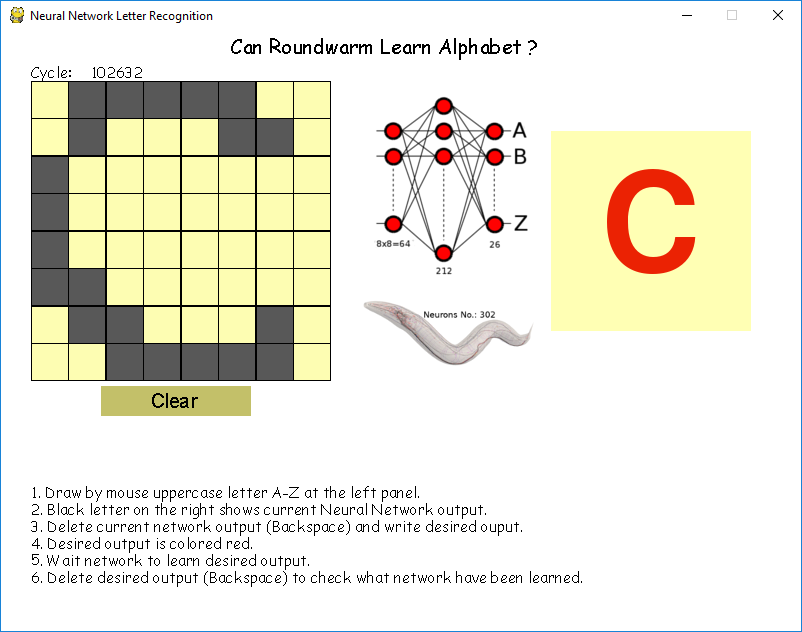 Neural Network Letter Recognition
Can Roundwarm Learn Alphabet ?
Cycle: 102632
A
B
Z
8x8=64
26
212
Neurons No.: 302
C
Clear
1. Draw by mouse uppercase letter A-Z at the left panel.
2. Black letter on the right shows current Neural Network output.
3. Delete current network output (Backspace) and write desired ouput.
4. Desired output is colored red.
5. Wait network to learn desired output.
6. Delete desired output (Backspace) to check what network have been learned.